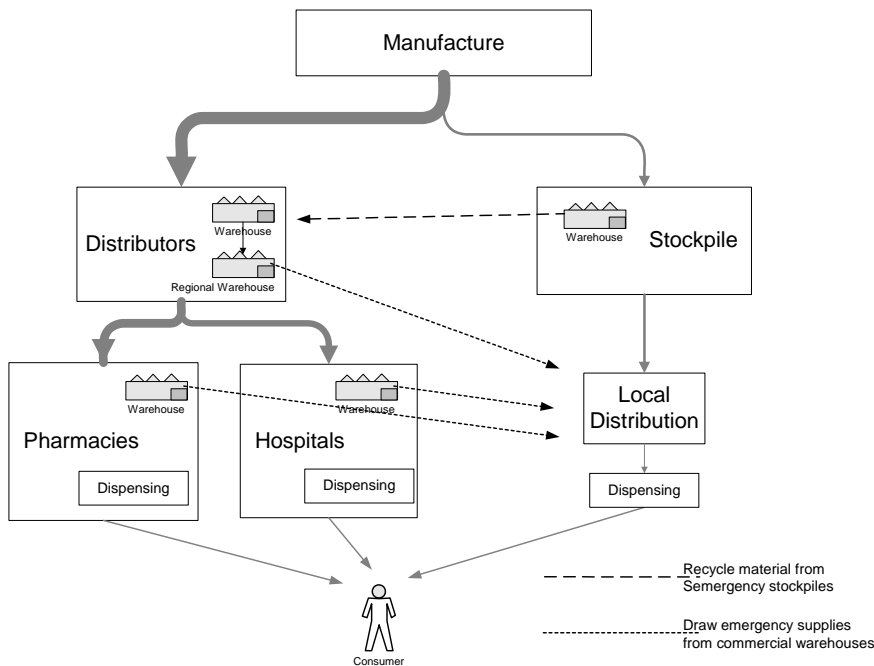 Manufacture
Distributors
Warehouse
Regional Warehouse
Warehouse
Stockpile
Warehouse
Pharmacies
Dispensing
Warehouse
Hospitals
Dispensing
Local
Distribution
Dispensing
Consumer
Recycle material from
Semergency stockpiles
Draw emergency supplies
from commercial warehouses